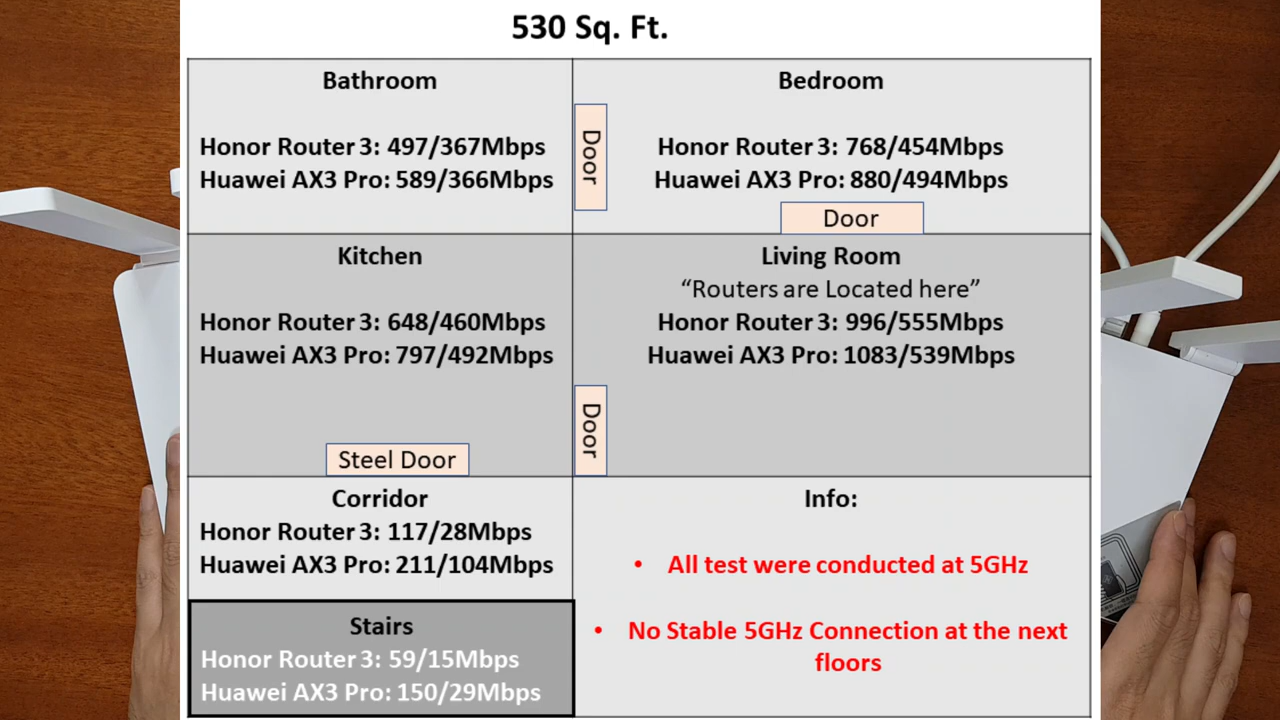 530 Sq. Ft.
Bathroom
Honor Router 3: 497/367Mbps
Huawei AX3 Pro: 589/366Mbps
Door
Bedroom
Honor Router 3: 768/454Mbps
Huawei AX3 Pro: 880/494Mbps
Door
Kitchen
Honor Router 3: 648/460Mbps
Huawei AX3 Pro: 797/492Mbps
Steel Door
Door
Living Room
“Routers are Located here”
Honor Router 3: 996/555Mbps
Huawei AX3 Pro: 1083/539Mbps
Corridor
Honor Router 3: 117/28Mbps
Huawei AX3 Pro: 211/104Mbps
Stairs
Honor Router 3: 59/15Mbps
Huawei AX3 Pro: 150/29Mbps
Info:
• All test were conducted at 5GHz
• No Stable 5GHz Connection at the next
floors